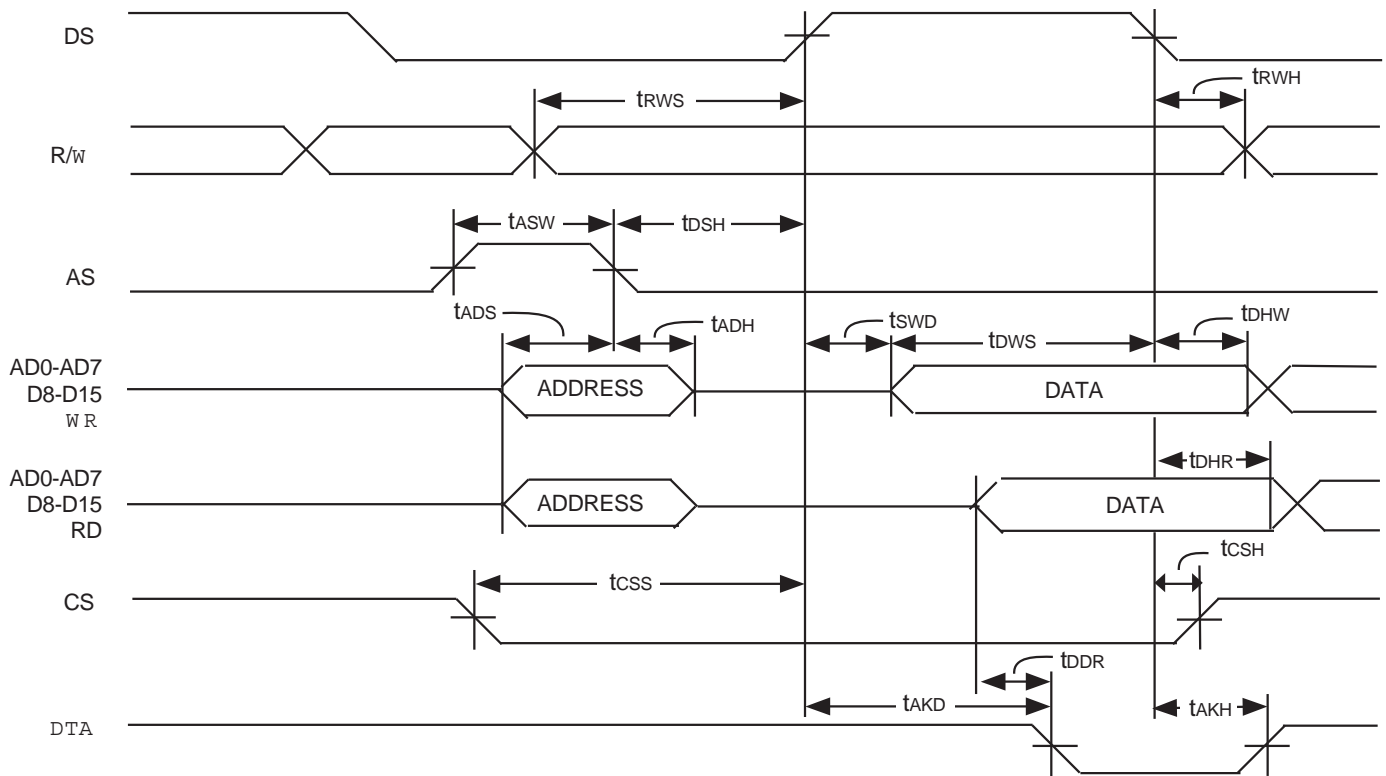 DS
tRWH
tRWS
R/W
tASW
tDSH
AS
tADS
tADH
tSWD
tDWS
tDHW
AD0-AD7
D8-D15
WR
ADDRESS
DATA
tDHR
AD0-AD7
D8-D15
RD
ADDRESS
DATA
tCSH
tCSS
CS
tDDR
tAKD
tAKH
DTA